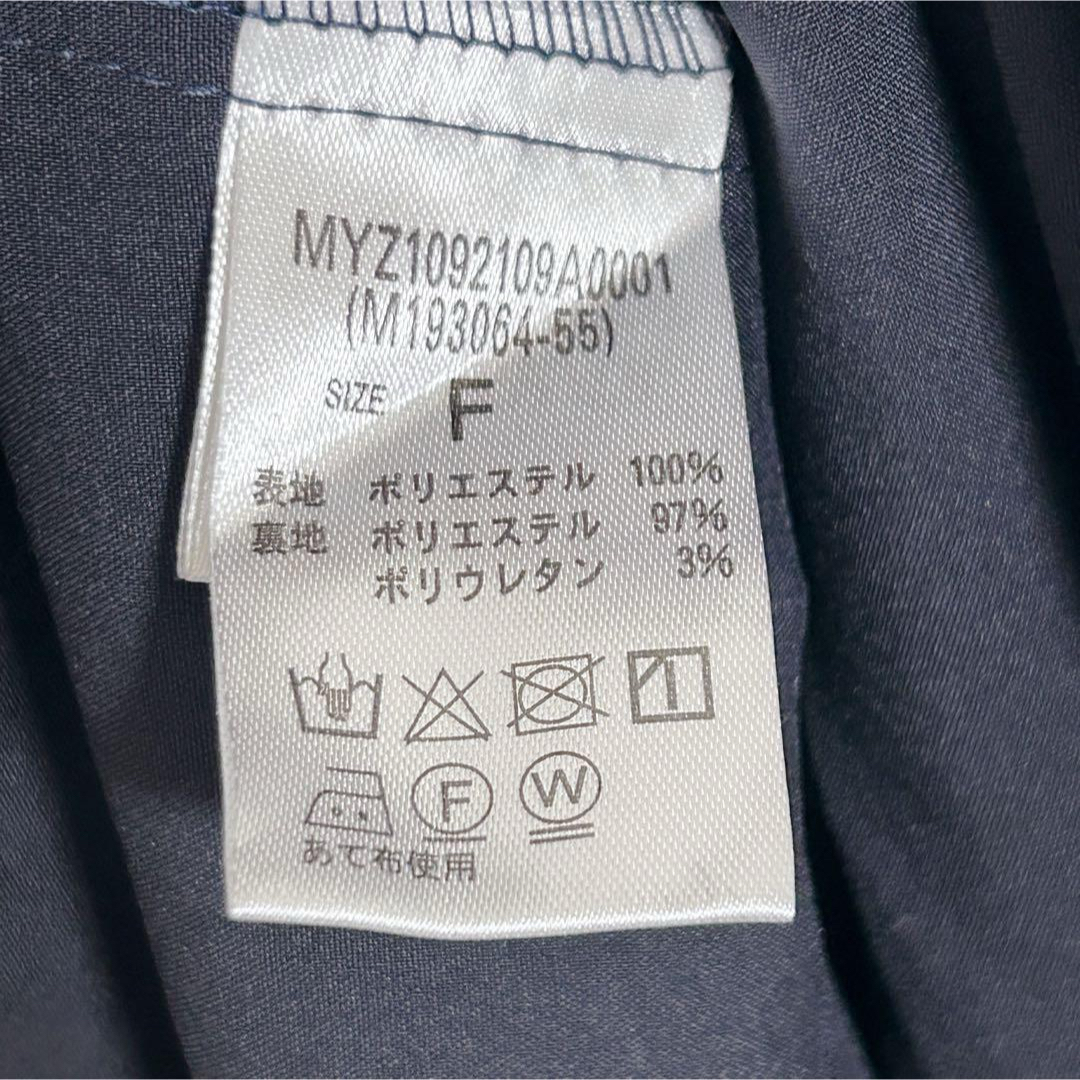 MYZ1092109A0001
(M193064-55)
SIZE F
表地 ポリエステル 100%
裏地 ポリエステル 97%
ポリウレタン 3%
F W
あて布使用